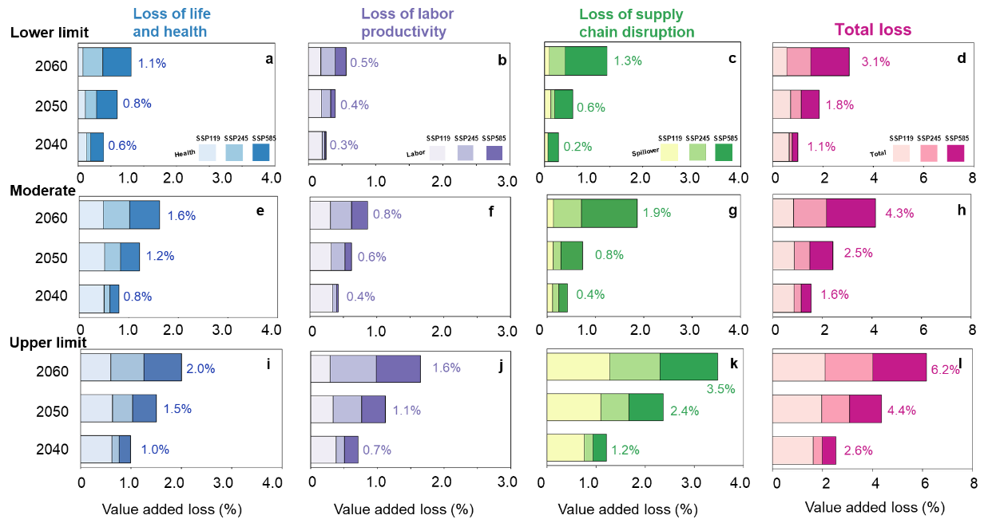 Loss of life
and health
Loss of labor
productivity
Loss of supply
chain disruption
Total loss
Lower limit
a
b
c
d
2060
1.1%
0.5%
1.3%
3.1%
2050
0.8%
0.4%
0.6%
1.8%
2040
0.6%
0.3%
0.2%
1.1%
SSP119 SSP245 SSP585
Health
SSP119 SSP245 SSP585
Labor
SSP119 SSP245 SSP585
Spillover
SSP119 SSP245 SSP585
Total
0 1.0 2.0 3.0 4.0
0.0 1.0 2.0 3.0
0 1.0 2.0 3.0 4.0
0 2 4 6 8
Moderate
e
f
g
h
2060
1.6%
0.8%
1.9%
4.3%
2050
1.2%
0.6%
0.8%
2.5%
2040
0.8%
0.4%
0.4%
1.6%
0 1.0 2.0 3.0 4.0
0 1.0 2.0 3.0
0 1.0 2.0 3.0 4.0
0 2 4 6 8
Upper limit
i
j
k
l
2060
2.0%
1.6%
3.5%
6.2%
2050
1.5%
1.1%
2.4%
4.4%
2040
1.0%
0.7%
1.2%
2.6%
0 1.0 2.0 3.0 4.0
0 1.0 2.0 3.0
0 1.0 2.0 3.0 4.0
0 2 4 6 8
Value added loss (%)
Value added loss (%)
Value added loss (%)
Value added loss (%)